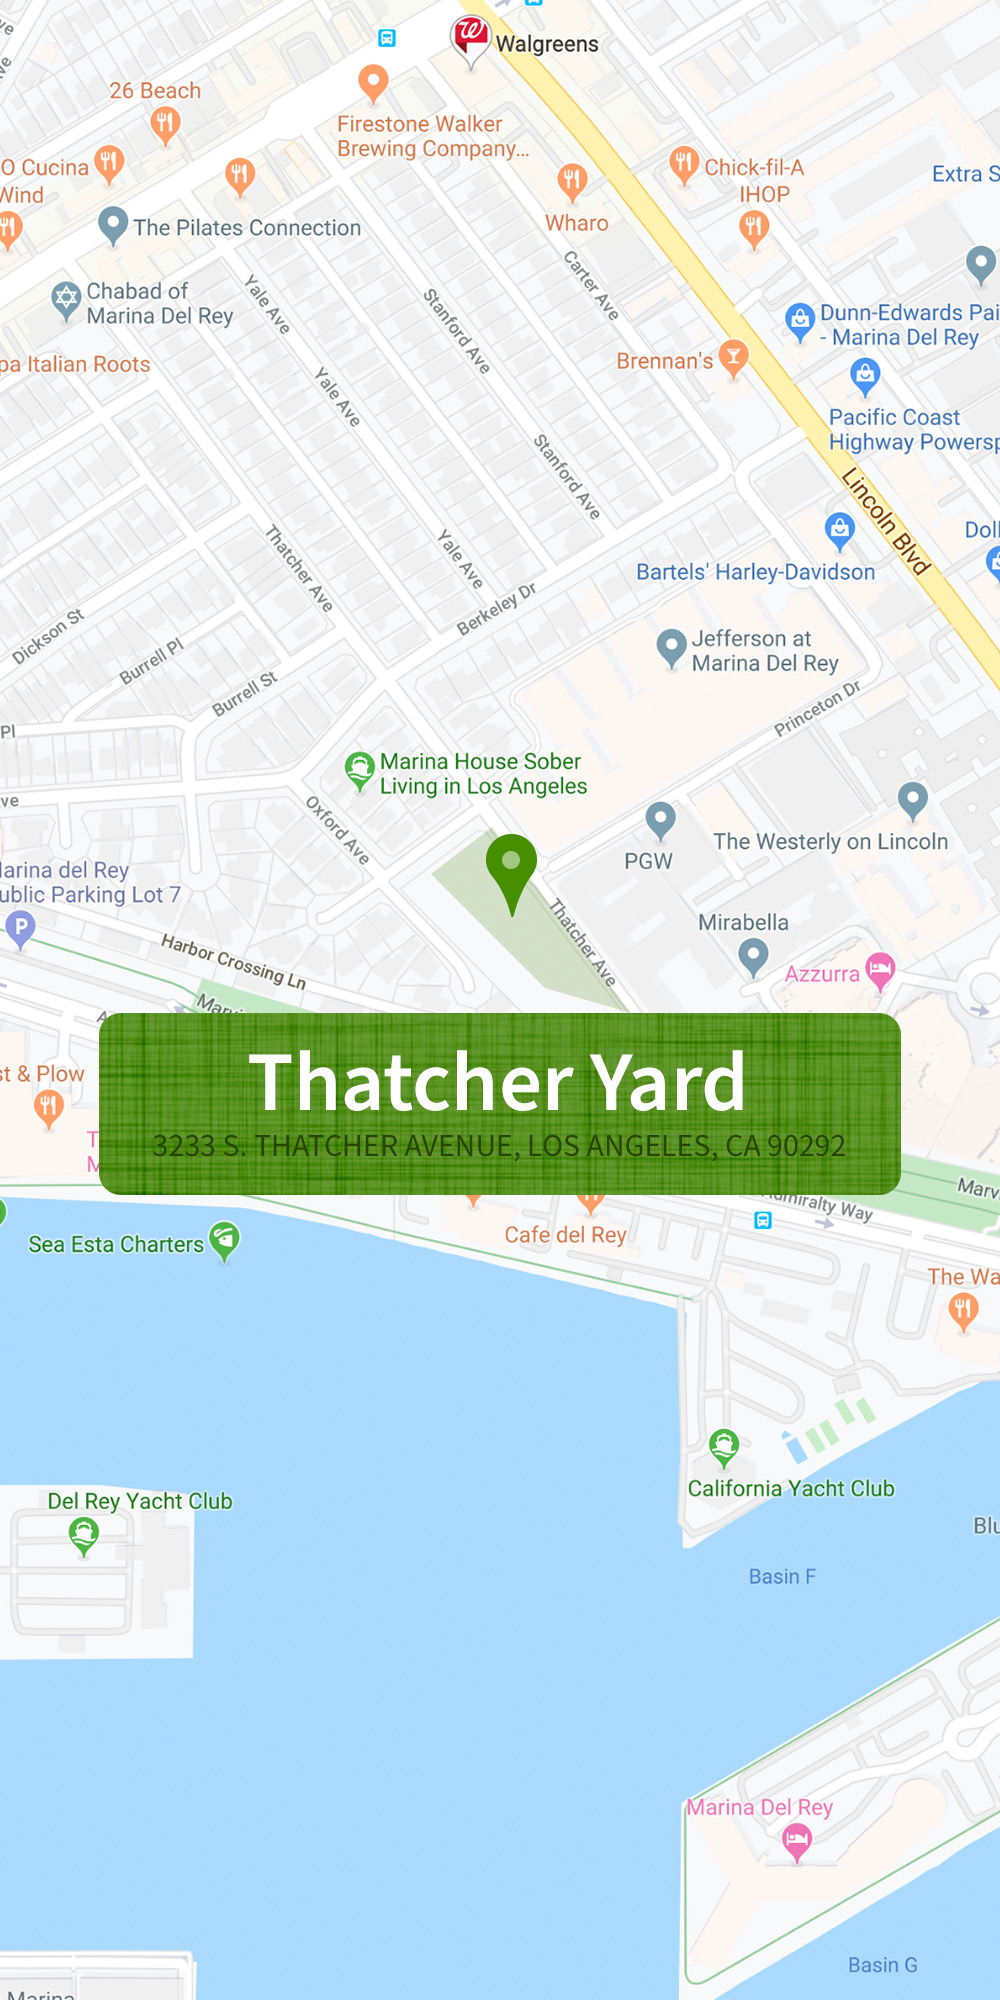 Walgreens
26 Beach
Firestone Walker
Brewing Company...
O Cucina
Wind
Chick-fil-A
IHOP
Extra S
Wharo
The Pilates Connection
Carter Ave
Chabad of
Marina Del Rey
Yale Ave
Stanford Ave
Dunn-Edwards Pai
- Marina Del Rey
pa Italian Roots
Brennan's
Yale Ave
Pacific Coast
Highway Powersp
Stanford Ave
Lincoln Blvd
Thatcher Ave
Yale Ave
Doll
Bartels' Harley-Davidson
Berkeley Dr
Dickson St
Burrell Pl
Burrell St
Jefferson at
Marina Del Rey
Princeton Dr
Pl
Marina House Sober
Living in Los Angeles
ve
Oxford Ave
The Westerly on Lincoln
PGW
arina del Rey
ublic Parking Lot 7
P
Thatcher Ave
Mirabella
Harbor Crossing Ln
Azzurra
Marvi
A
Thatcher Yard
3233 S. THATCHER AVENUE, LOS ANGELES, CA 90292
st & Plow
T
M
Marv
Admiralty Way
Cafe del Rey
Sea Esta Charters
The Wa
California Yacht Club
Del Rey Yacht Club
Blu
Basin F
Marina Del Rey
Basin G
Marina